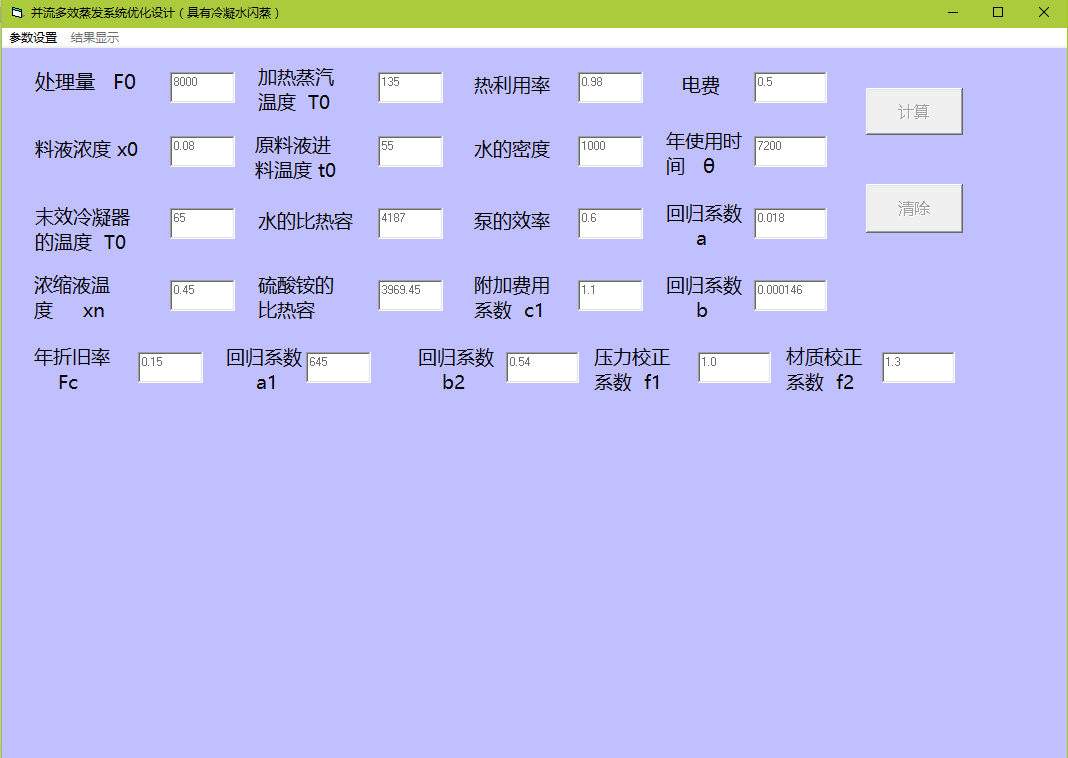 并流多效蒸发系统优化设计（具有冷凝水闪蒸）
参数设置 结果显示
处理量 F0 8000 加热蒸汽温度 T0 135 热利用率 0.98 电费 0.5 计算
料液浓度 x0 0.08 原料液进料温度 t0 55 水的密度 1000 年使用时间 θ 7200
末效冷凝器的温度 T0 65 水的比热容 4187 泵的效率 0.6 回归系数 a 0.018 清除
浓缩液温度 xn 0.45 硫酸铵的比热容 3969.45 附加费用系数 c1 1.1 回归系数 b 0.000146
年折旧率 Fc 0.15 回归系数 a1 645 回归系数 b2 0.54 压力校正系数 f1 1.0 材质校正系数 f2 1.3